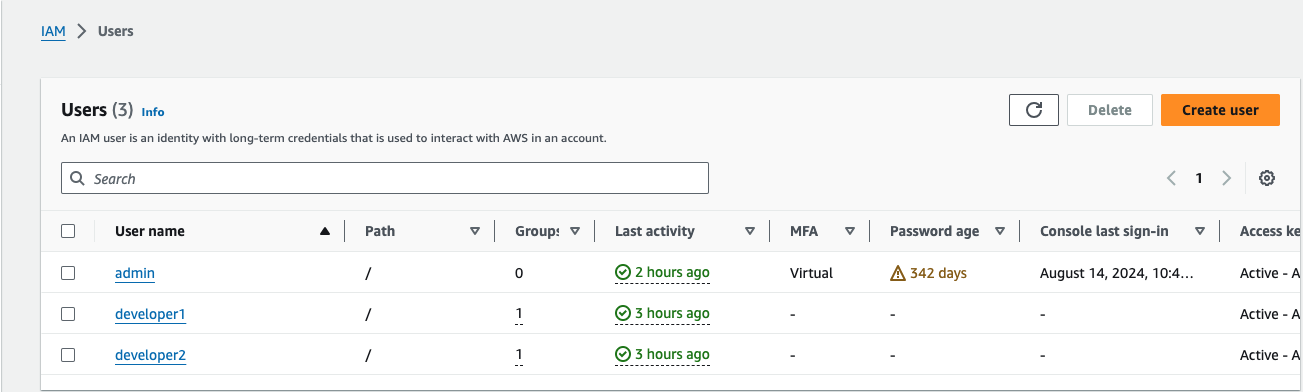 IAM > Users
Users (3) Info
Delete
Create user
An IAM user is an identity with long-term credentials that is used to interact with AWS in an account.
Search
1
User name Path Groups Last activity MFA Password age Console last sign-in Access
admin / 0 2 hours ago Virtual 342 days August 14, 2024, 10:4... Active -
developer1 / 1 3 hours ago - - - Active -
developer2 / 1 3 hours ago - - - Active -